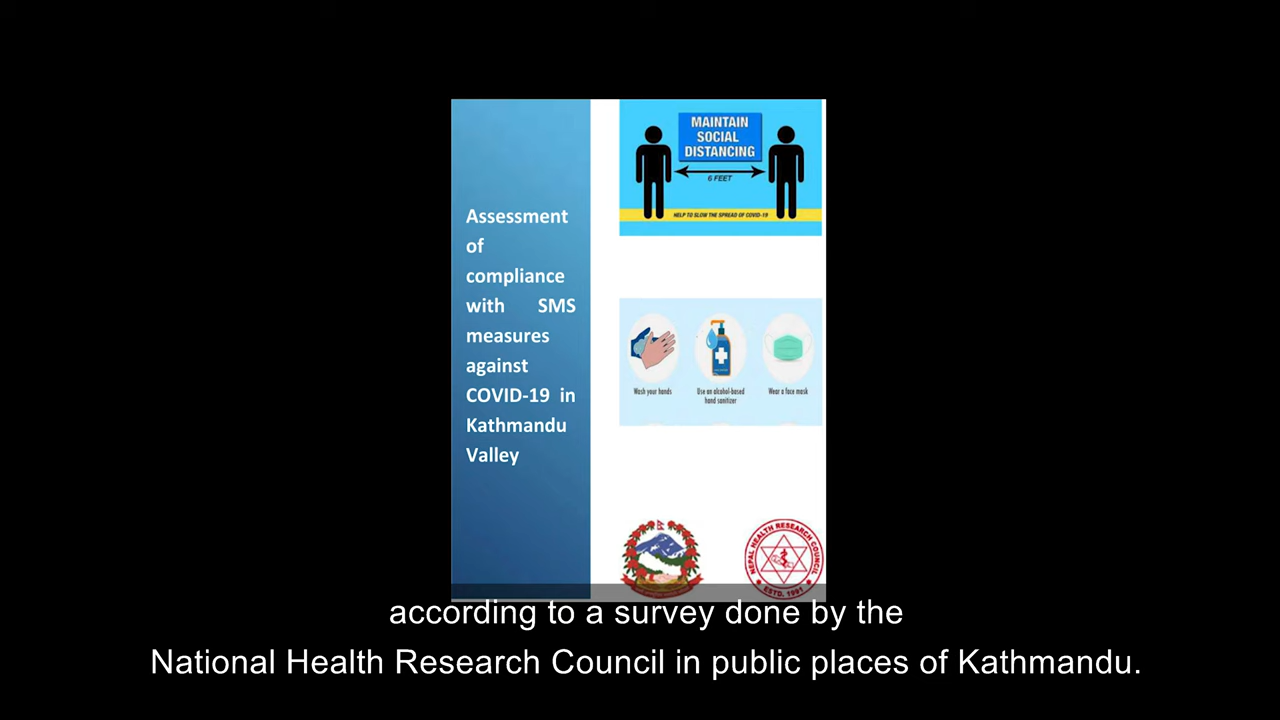 Assessment
of
compliance
with SMS
measures
against
COVID-19 in
Kathmandu
Valley
MAINTAIN
SOCIAL
DISTANCING
6 FEET
HELP TO SLOW THE SPREAD OF COVID-19
Wash your hands
Use an alcohol-based
hand sanitizer
Wear a face mask
NEPAL HEALTH RESEARCH COUNCIL
ESTD. 1991
according to a survey done by the
National Health Research Council in public places of Kathmandu.